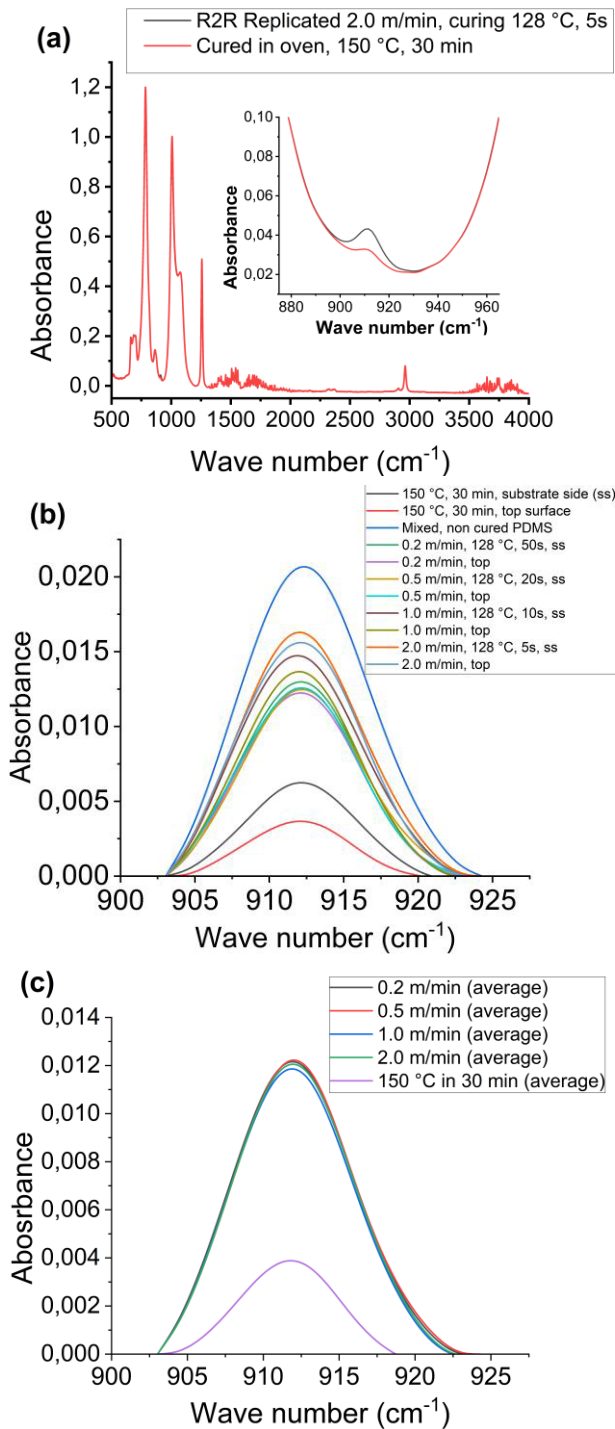 (a)
R2R Replicated 2.0 m/min, curing 128 °C, 5s
Cured in oven, 150 °C, 30 min
1,2
1,0
0,8
0,6
0,4
0,2
0,0
Absorbance
0,10
0,08
0,06
0,04
0,02
Absorbance
880 900 920 940 960
Wave number (cm-1)
500 1000 1500 2000 2500 3000 3500 4000
Wave number (cm-1)
(b)
150 °C, 30 min, substrate side (ss)
150 °C, 30 min, top surface
Mixed, non cured PDMS
0.2 m/min, 128 °C, 50s, ss
0.2 m/min, top
0.5 m/min, 128 °C, 20s, ss
0.5 m/min, top
1.0 m/min, 128 °C, 10s, ss
1.0 m/min, top
2.0 m/min, 128 °C, 5s, ss
2.0 m/min, top
0,020
0,015
0,010
0,005
0,000
Absorbance
900 905 910 915 920 925
Wave number (cm-1)
(c)
0.2 m/min (average)
0.5 m/min (average)
1.0 m/min (average)
2.0 m/min (average)
150 °C in 30 min (average)
0,014
0,012
0,010
0,008
0,006
0,004
0,002
0,000
Abosrbance
900 905 910 915 920 925
Wave number (cm-1)